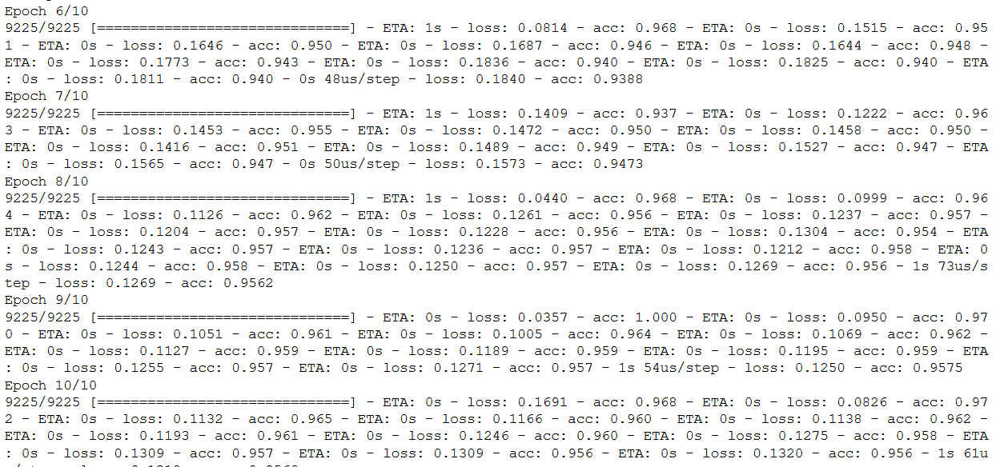 Epoch 6/10
9225/9225 [==============================] - ETA: 1s - loss: 0.0814 - acc: 0.968 - ETA: 0s - loss: 0.1515 - acc: 0.95
1 - ETA: 0s - loss: 0.1646 - acc: 0.950 - ETA: 0s - loss: 0.1687 - acc: 0.946 - ETA: 0s - loss: 0.1644 - acc: 0.948 -
ETA: 0s - loss: 0.1773 - acc: 0.943 - ETA: 0s - loss: 0.1836 - acc: 0.940 - ETA: 0s - loss: 0.1825 - acc: 0.940 - ETA
: 0s - loss: 0.1811 - acc: 0.940 - 0s 48us/step - loss: 0.1840 - acc: 0.9388
Epoch 7/10
9225/9225 [==============================] - ETA: 1s - loss: 0.1409 - acc: 0.937 - ETA: 0s - loss: 0.1222 - acc: 0.96
3 - ETA: 0s - loss: 0.1453 - acc: 0.955 - ETA: 0s - loss: 0.1472 - acc: 0.950 - ETA: 0s - loss: 0.1458 - acc: 0.950 -
ETA: 0s - loss: 0.1416 - acc: 0.951 - ETA: 0s - loss: 0.1489 - acc: 0.949 - ETA: 0s - loss: 0.1527 - acc: 0.947 - ETA
: 0s - loss: 0.1565 - acc: 0.947 - 0s 50us/step - loss: 0.1573 - acc: 0.9473
Epoch 8/10
9225/9225 [==============================] - ETA: 1s - loss: 0.0440 - acc: 0.968 - ETA: 0s - loss: 0.0999 - acc: 0.96
4 - ETA: 0s - loss: 0.1126 - acc: 0.962 - ETA: 0s - loss: 0.1261 - acc: 0.956 - ETA: 0s - loss: 0.1237 - acc: 0.957 -
ETA: 0s - loss: 0.1204 - acc: 0.957 - ETA: 0s - loss: 0.1228 - acc: 0.956 - ETA: 0s - loss: 0.1304 - acc: 0.954 - ETA
: 0s - loss: 0.1243 - acc: 0.957 - ETA: 0s - loss: 0.1236 - acc: 0.957 - ETA: 0s - loss: 0.1212 - acc: 0.958 - ETA: 0
s - loss: 0.1244 - acc: 0.958 - ETA: 0s - loss: 0.1250 - acc: 0.957 - ETA: 0s - loss: 0.1269 - acc: 0.956 - 1s 73us/s
tep - loss: 0.1269 - acc: 0.9562
Epoch 9/10
9225/9225 [==============================] - ETA: 0s - loss: 0.0357 - acc: 1.000 - ETA: 0s - loss: 0.0950 - acc: 0.97
0 - ETA: 0s - loss: 0.1051 - acc: 0.961 - ETA: 0s - loss: 0.1005 - acc: 0.964 - ETA: 0s - loss: 0.1069 - acc: 0.962 -
ETA: 0s - loss: 0.1127 - acc: 0.959 - ETA: 0s - loss: 0.1189 - acc: 0.959 - ETA: 0s - loss: 0.1195 - acc: 0.959 - ETA
: 0s - loss: 0.1255 - acc: 0.957 - ETA: 0s - loss: 0.1271 - acc: 0.957 - 1s 54us/step - loss: 0.1250 - acc: 0.9575
Epoch 10/10
9225/9225 [==============================] - ETA: 0s - loss: 0.1691 - acc: 0.968 - ETA: 0s - loss: 0.0826 - acc: 0.97
2 - ETA: 0s - loss: 0.1132 - acc: 0.965 - ETA: 0s - loss: 0.1166 - acc: 0.960 - ETA: 0s - loss: 0.1138 - acc: 0.962 -
ETA: 0s - loss: 0.1193 - acc: 0.961 - ETA: 0s - loss: 0.1246 - acc: 0.960 - ETA: 0s - loss: 0.1275 - acc: 0.958 - ETA
: 0s - loss: 0.1309 - acc: 0.957 - ETA: 0s - loss: 0.1309 - acc: 0.956 - ETA: 0s - loss: 0.1320 - acc: 0.956 - 1s 61u